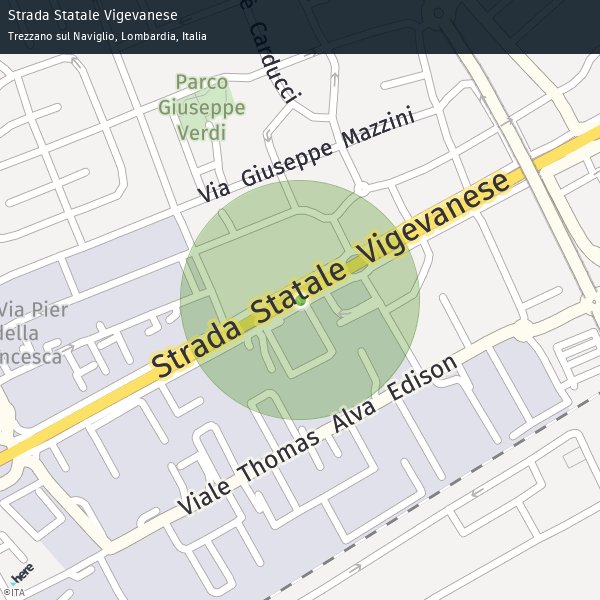 Strada Statale Vigevanese
Trezzano sul Naviglio, Lombardia, Italia
è Carducci
Parco
Giuseppe
Verdi
Via Giuseppe Mazzini
Strada Statale Vigevanese
Via Pier
della
ncesca
Viale Thomas Alva Edison
here
©ITA